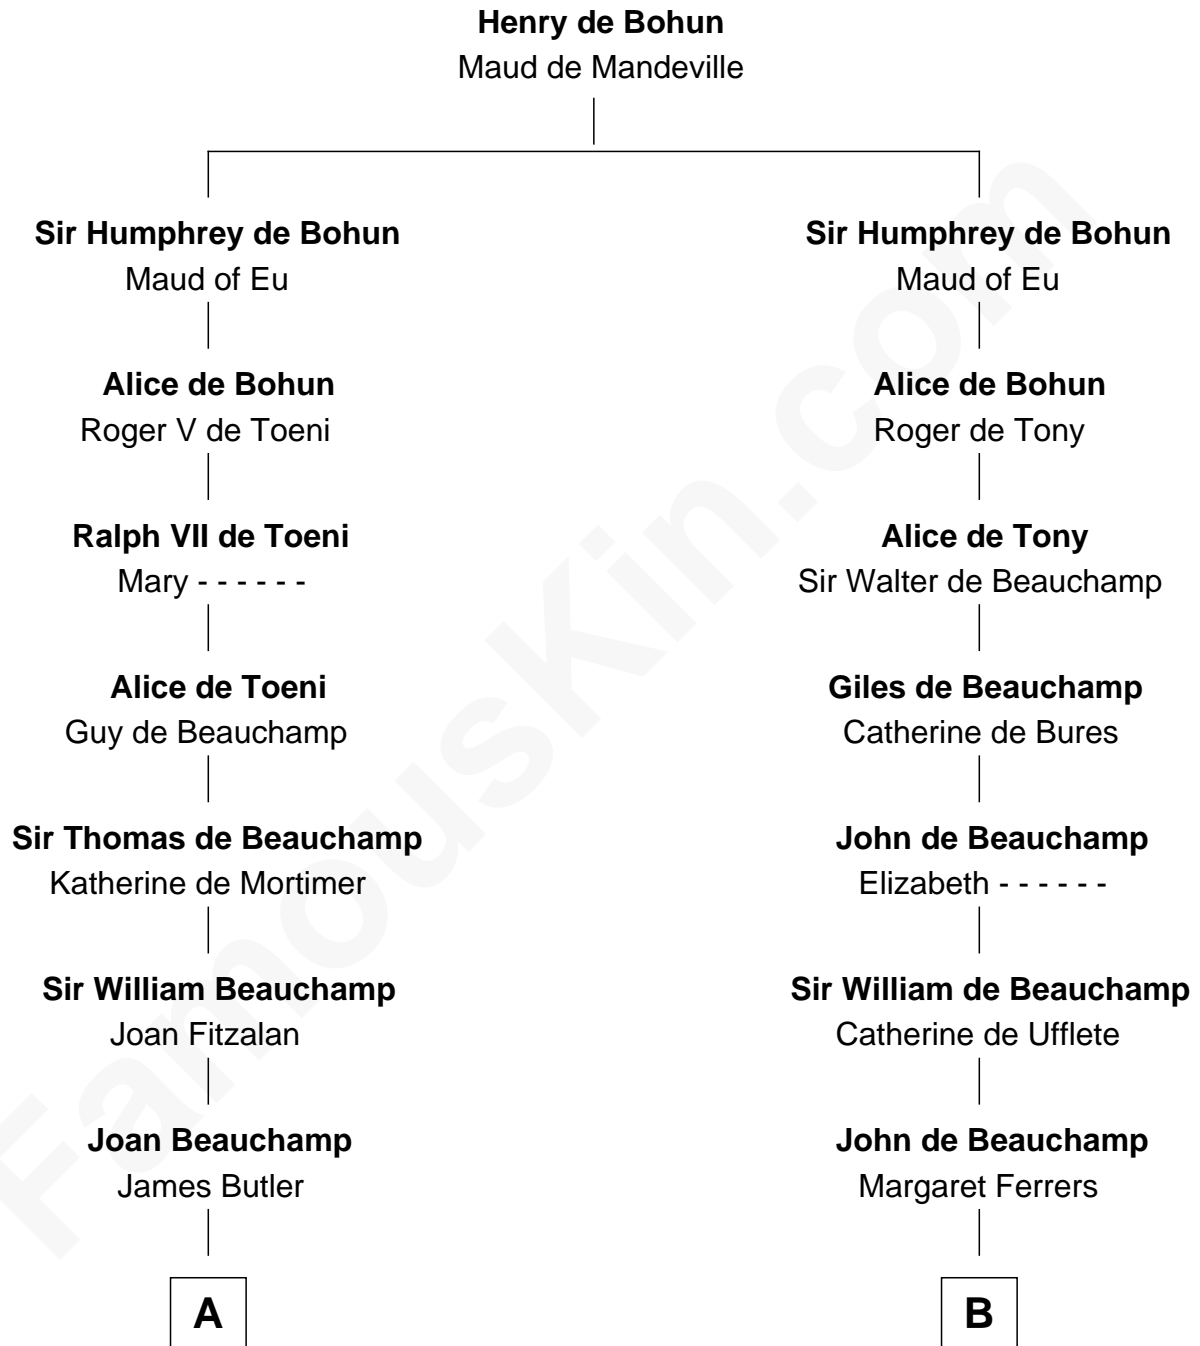 Henry de Bohun
Maud de Mandeville
Sir Humphrey de Bohun
Maud of Eu
Sir Humphrey de Bohun
Maud of Eu
Alice de Bohun
Roger V de Toeni
Alice de Bohun
Roger de Tony
Ralph VII de Toeni
Mary - - - - - -
Alice de Tony
Sir Walter de Beauchamp
Alice de Toeni
Guy de Beauchamp
Giles de Beauchamp
Catherine de Bures
Sir Thomas de Beauchamp
Katherine de Mortimer
John de Beauchamp
Elizabeth - - - - - -
Sir William Beauchamp
Joan Fitzalan
Sir William de Beauchamp
Catherine de Ufflete
Joan Beauchamp
James Butler
John de Beauchamp
Margaret Ferrers
A
B
FamousKin.com